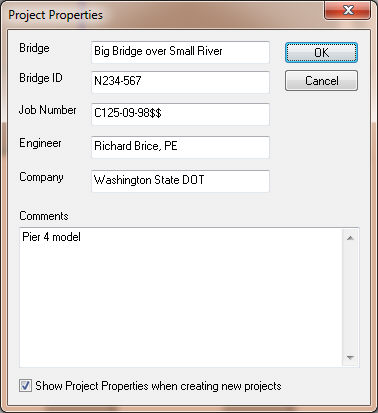 Project Properties
Bridge Big Bridge over Small River OK
Bridge ID N234-567 Cancel
Job Number C125-09-98$$
Engineer Richard Brice, PE
Company Washington State DOT
Comments
Pier 4 model
Show Project Properties when creating new projects